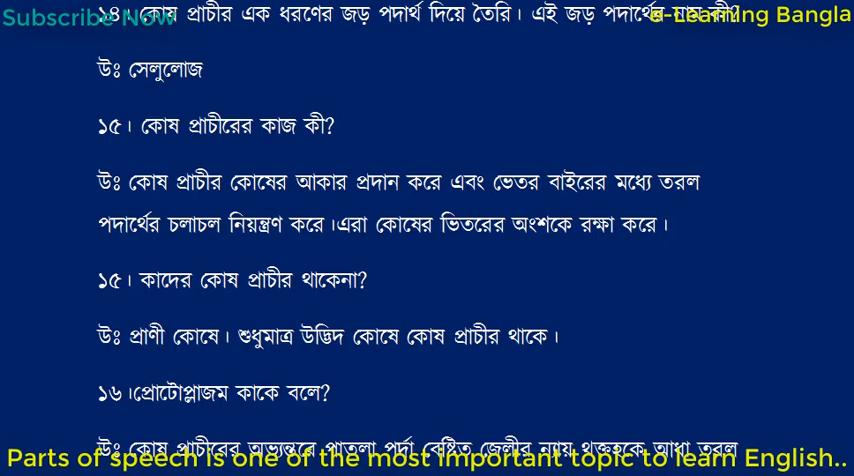 ১৪। কোষ প্রাচীর এক ধরণের জড় পদার্থ দিয়ে তৈরি। এই জড় পদার্থের নাম কী?
Subscribe Now
e-Learning Bangla
উঃ সেলুলোজ
১৫। কোষ প্রাচীরের কাজ কী?
উঃ কোষ প্রাচীর কোষের আকার প্রদান করে এবং ভেতর বাইরের মধ্যে তরল
পদার্থের চলাচল নিয়ন্ত্রণ করে।এরা কোষের ভিতরের অংশকে রক্ষা করে।
১৫। কাদের কোষ প্রাচীর থাকেনা?
উঃ প্রাণী কোষে। শুধুমাত্র উদ্ভিদ কোষে কোষ প্রাচীর থাকে।
১৬।প্রোটোপ্লাজম কাকে বলে?
উঃ কোষ প্রাচীরের অভ্যন্তরে পাতলা পর্দা বেষ্টিত জেলীর ন্যায় আধা তরল
Parts of speech is one of the most important topic to learn English..